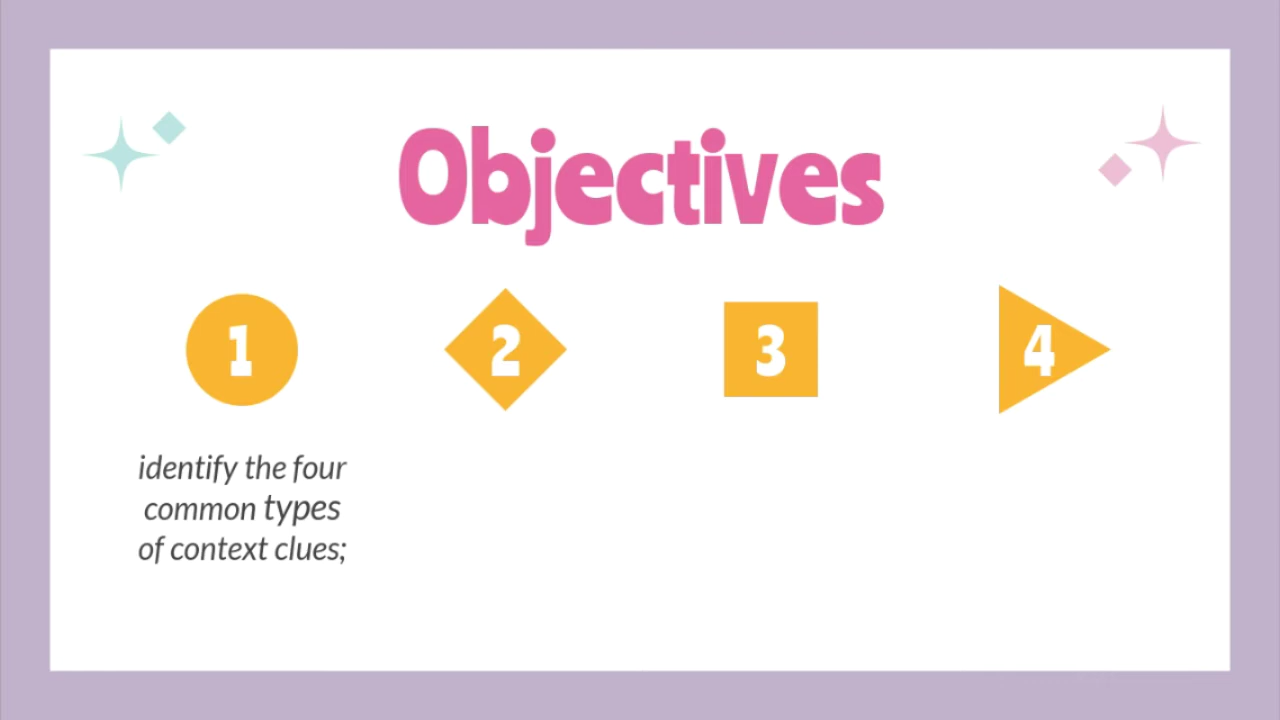 Objectives
1
2
3
4
identify the four
common types
of context clues;